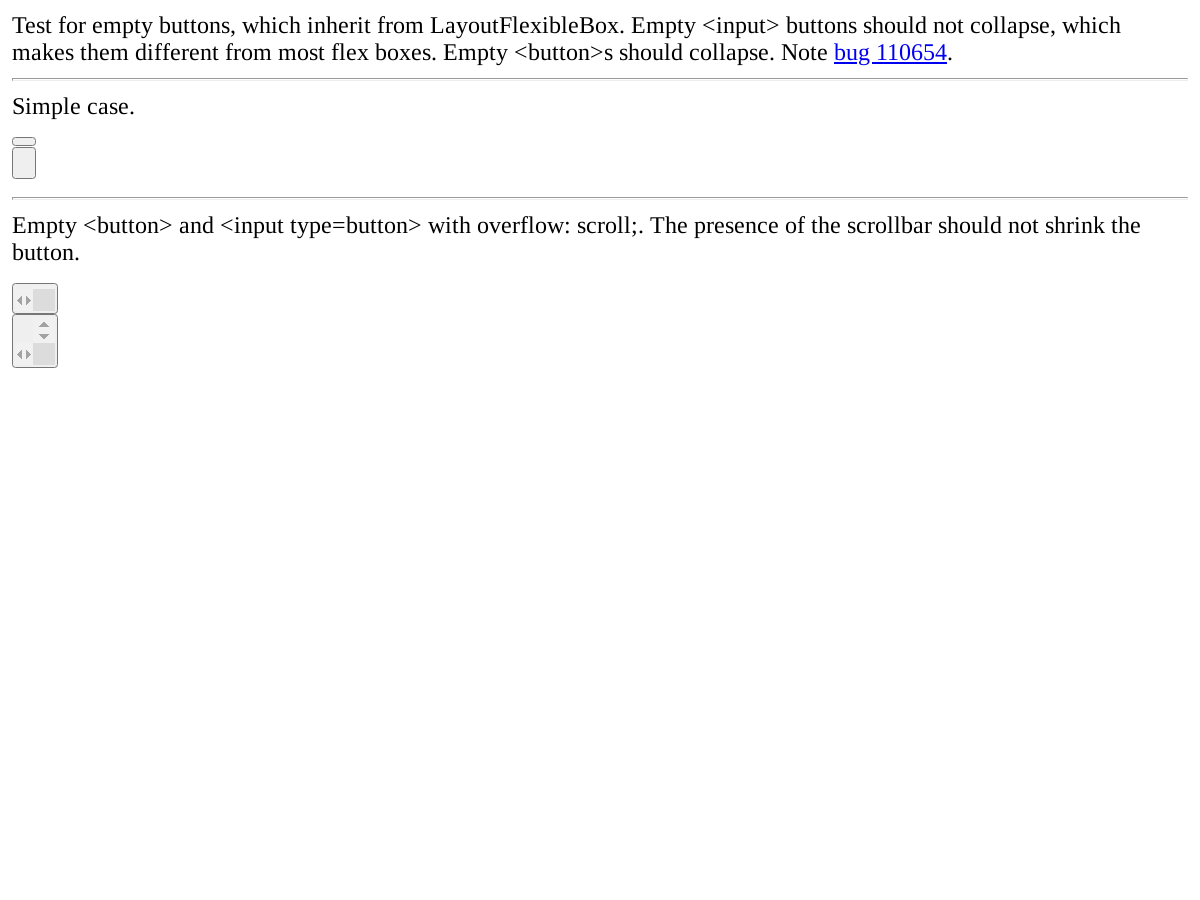 Test for empty buttons, which inherit from LayoutFlexibleBox. Empty <input> buttons should not collapse, which
makes them different from most flex boxes. Empty <button>s should collapse. Note bug 110654.
Simple case.
Empty <button> and <input type=button> with overflow: scroll;. The presence of the scrollbar should not shrink the
button.